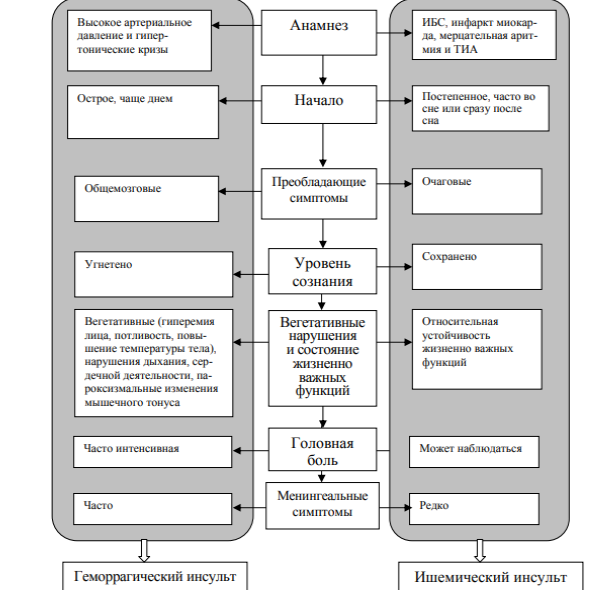 Высокое артериальное
давление и гипер-
тонические кризы
Анамнез
ИБС, инфаркт миокар-
да, мерцательная арит-
мия и ТИА
Острое, чаще днем
Начало
Постепенное, часто во
сне или сразу после
сна
Общемозговые
Преобладающие
симптомы
Очаговые
Угнетено
Уровень
сознания
Сохранено
Вегетативные (гиперемия
лица, потливость, повы-
шение температуры тела),
нарушения дыхания, сер-
дечной деятельности, па-
роксизмальные изменения
мышечного тонуса
Вегетативные
нарушения
и состояние
жизненно
важных
функций
Относительная
устойчивость
жизненно важных
функций
Часто интенсивная
Головная
боль
Может наблюдаться
Часто
Менингеальные
симптомы
Редко
Геморрагический инсульт
Ишемический инсульт